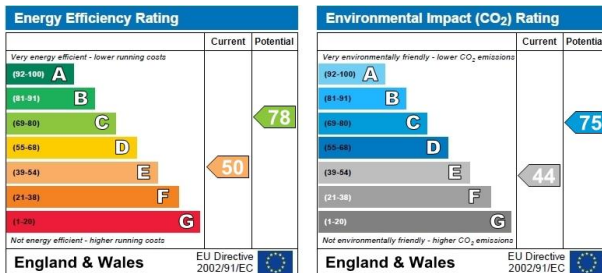 Energy Efficiency Rating
Current Potential
Very energy efficient - lower running costs
(92-100) A
(81-91) B
(69-80) C
78
(55-68) D
(39-54) E
50
(21-38) F
(1-20) G
Not energy efficient - higher running costs
England & Wales
EU Directive
2002/91/EC
Environmental Impact (CO2) Rating
Current Potential
Very environmentally friendly - lower CO2 emissions
(92-100) A
(81-91) B
(69-80) C
75
(55-68) D
(39-54) E
44
(21-38) F
(1-20) G
Not environmentally friendly - higher CO2 emissions
England & Wales
EU Directive
2002/91/EC